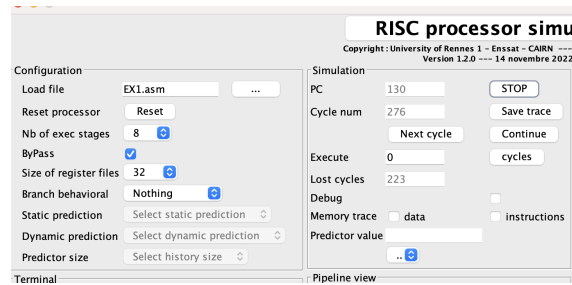 RISC processor simu
Copyright : University of Rennes 1 - Enssat - CAIRN ---
Version 1.2.0 --- 14 novembre 2022
Configuration
Load file EX1.asm ...
Reset processor Reset
Nb of exec stages 8
ByPass
Size of register files 32
Branch behavioral Nothing
Static prediction Select static prediction
Dynamic prediction Select dynamic prediction
Predictor size Select history size
Terminal
Simulation
PC 130 STOP
Cycle num 276 Save trace
Next cycle Continue
Execute 0 cycles
Lost cycles 223
Debug
Memory trace data instructions
Predictor value
..
Pipeline view